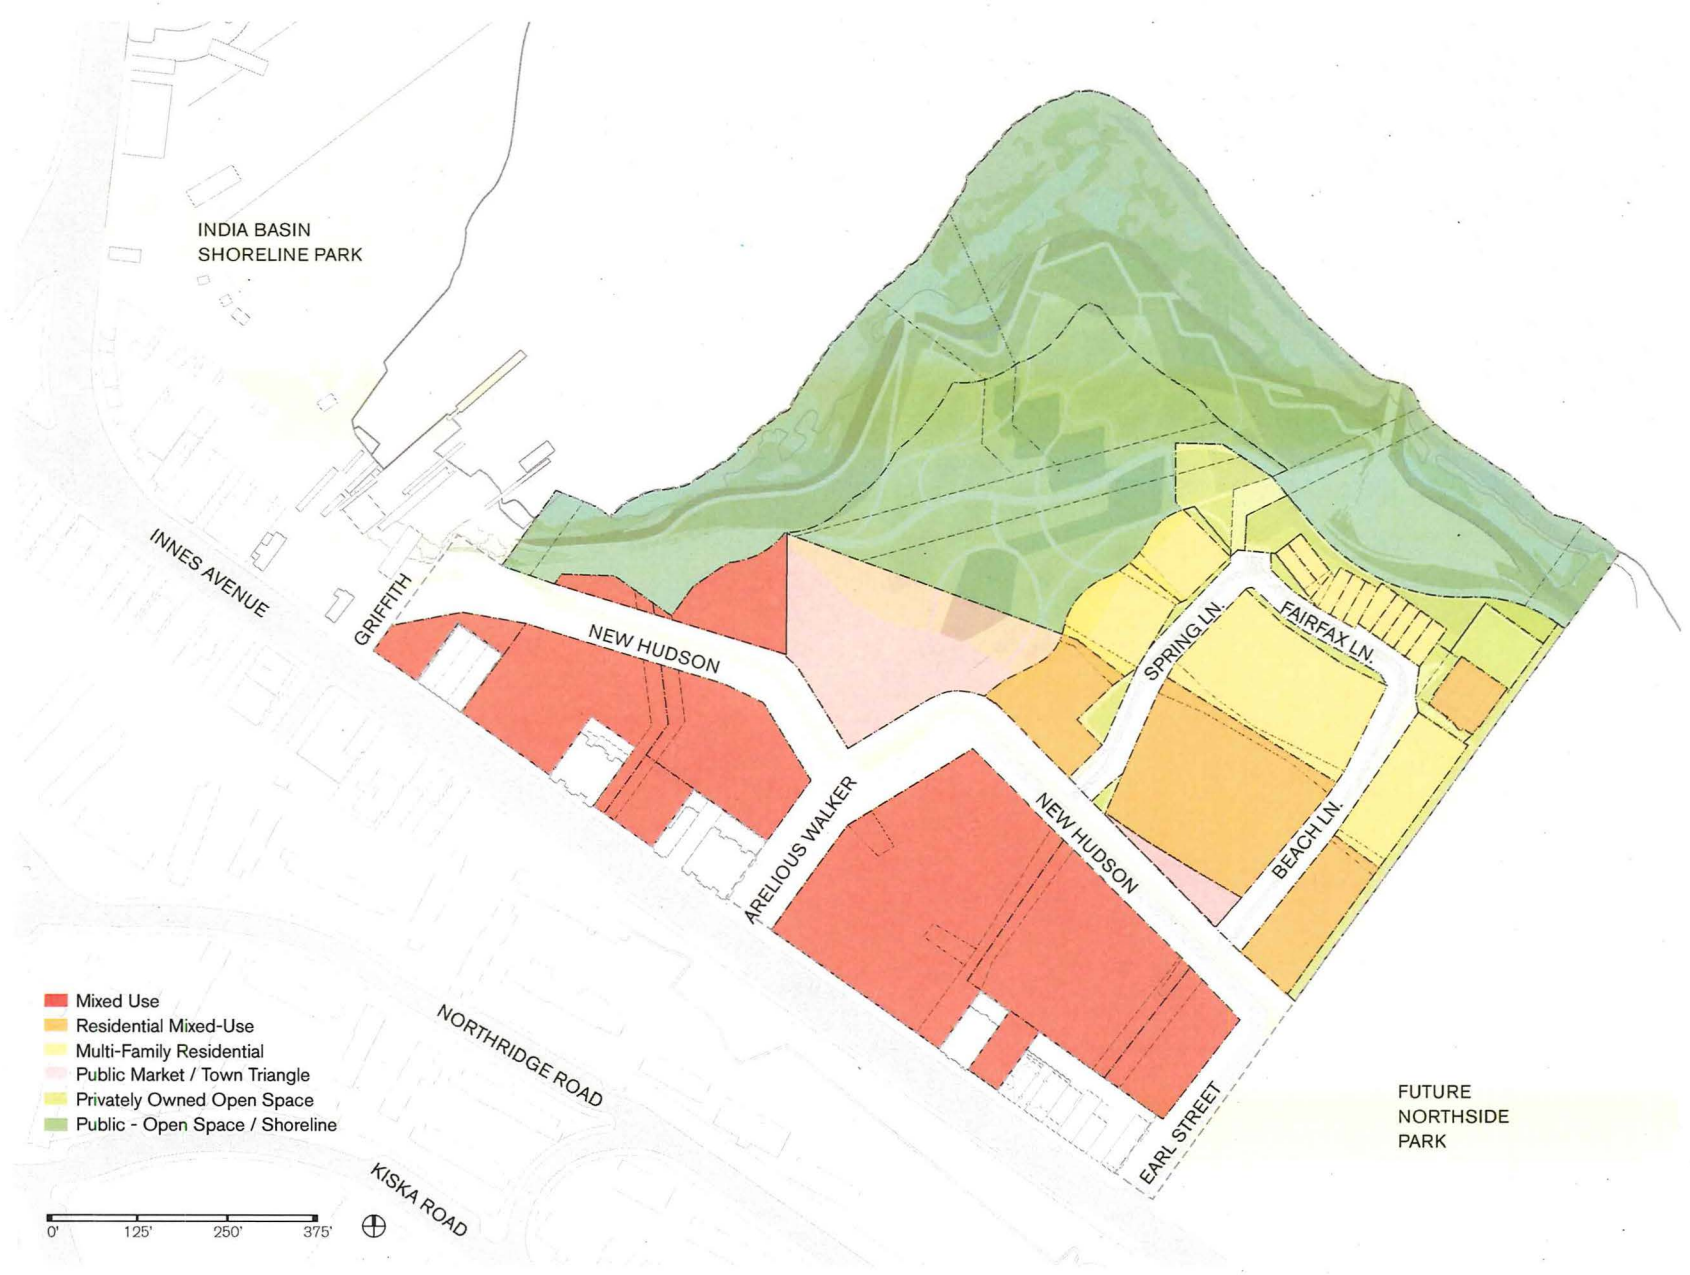 INDIA BASIN
SHORELINE PARK
INNES AVENUE
GRIFFITH
NEW HUDSON
SPRING LN.
FAIRFAX LN.
ARELIOUS WALKER
NEW HUDSON
BEACH LN.
Mixed Use
Residential Mixed-Use
Multi-Family Residential
Public Market / Town Triangle
Privately Owned Open Space
Public - Open Space / Shoreline
NORTHRIDGE ROAD
KISKA ROAD
EARL STREET
FUTURE
NORTHSIDE
PARK
0' 125' 250' 375'